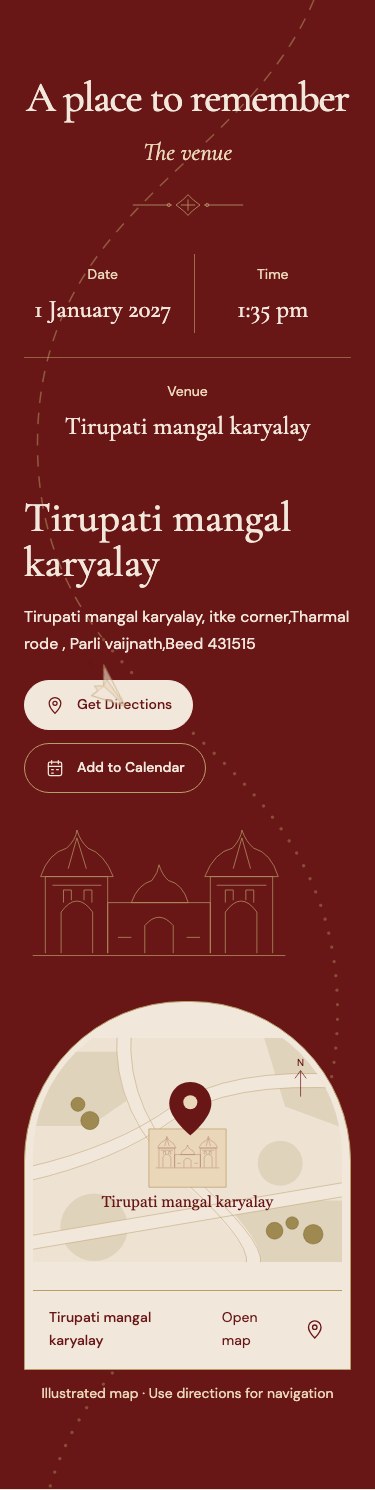 A place to remember
The venue
Date
Time
1 January 2027
1:35 pm
Venue
Tirupati mangal karyalay
Tirupati mangal
karyalay
Tirupati mangal karyalay, itke corner,Tharmal
rode , Parli vaijnath,Beed 431515
Get Directions
Add to Calendar
N
Tirupati mangal karyalay
Tirupati mangal
karyalay
Open
map
Illustrated map · Use directions for navigation